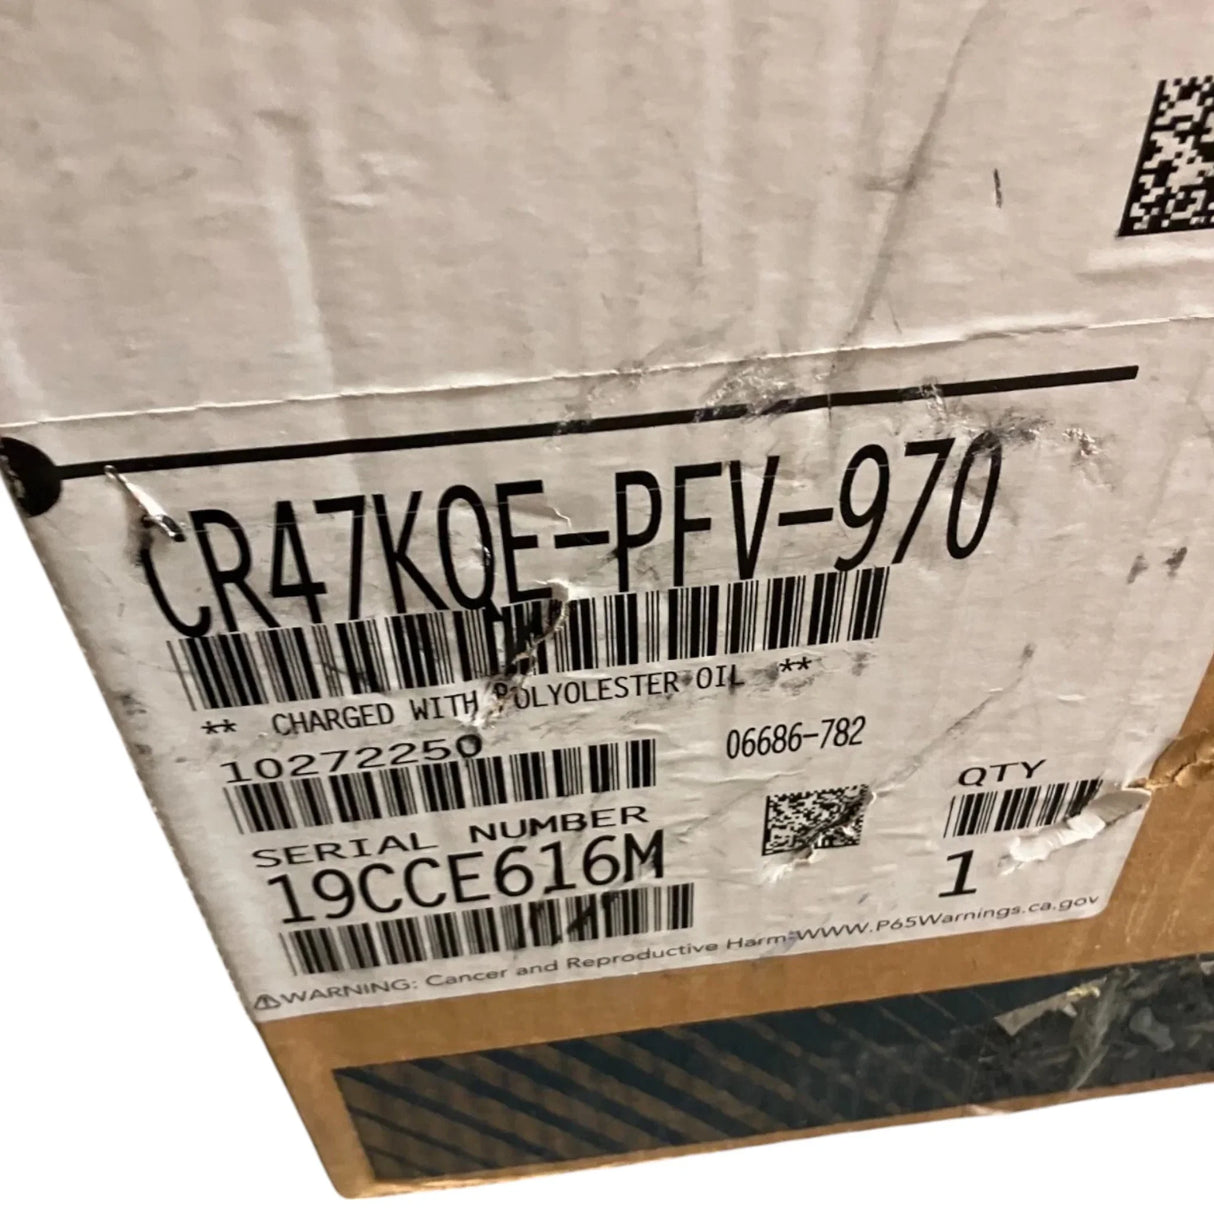 CR47KQE-PFV-970
** CHARGED WITH POLYOLESTER OIL **
10272250
06686-782
QTY
SERIAL NUMBER
19CCE616M
1
⚠WARNING: Cancer and Reproductive Harm-WWW.P65Warnings.ca.gov